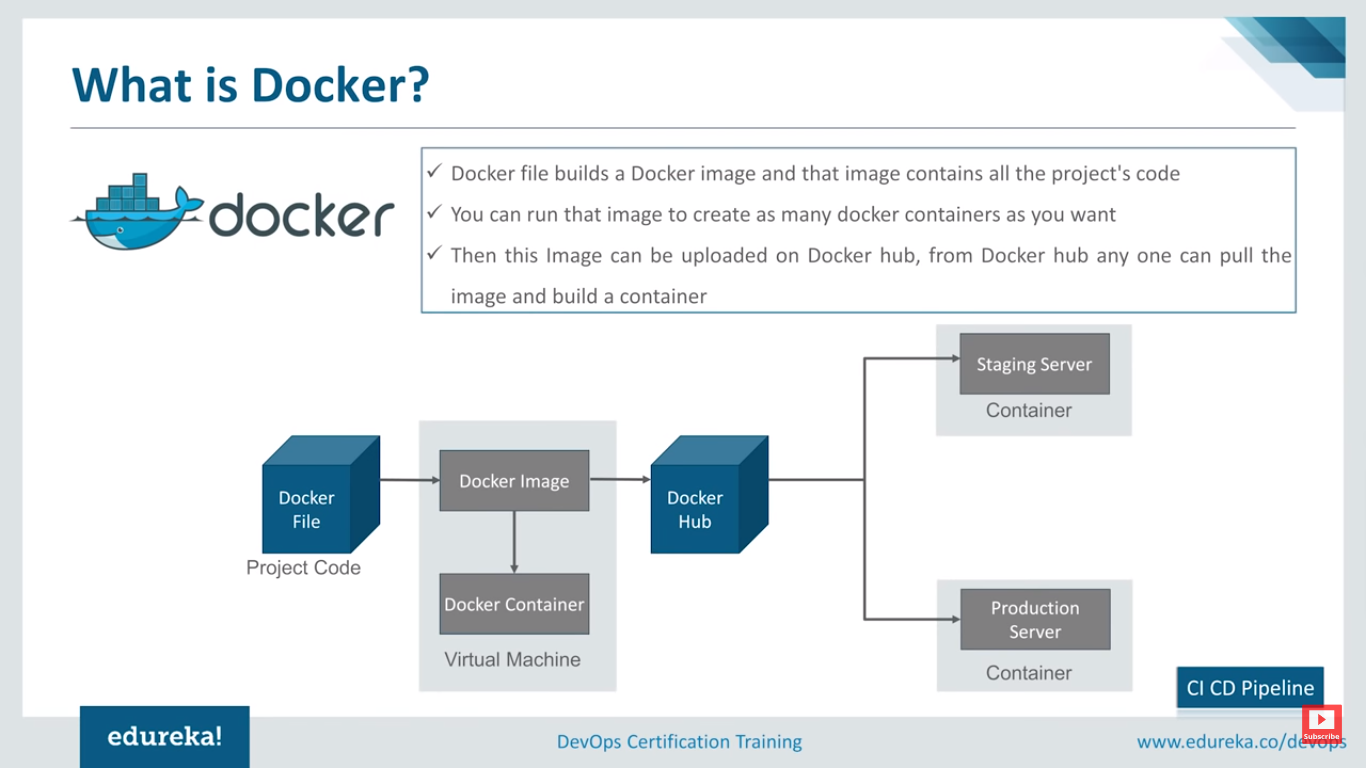 What is Docker?
docker
✓ Docker file builds a Docker image and that image contains all the project's code
✓ You can run that image to create as many docker containers as you want
✓ Then this Image can be uploaded on Docker hub, from Docker hub any one can pull the
image and build a container
Staging Server
Container
Docker
File
Project Code
Docker Image
Docker Container
Virtual Machine
Docker
Hub
Production
Server
Container
CI CD Pipeline
Subscribe
edureka!
DevOps Certification Training
www.edureka.co/devops